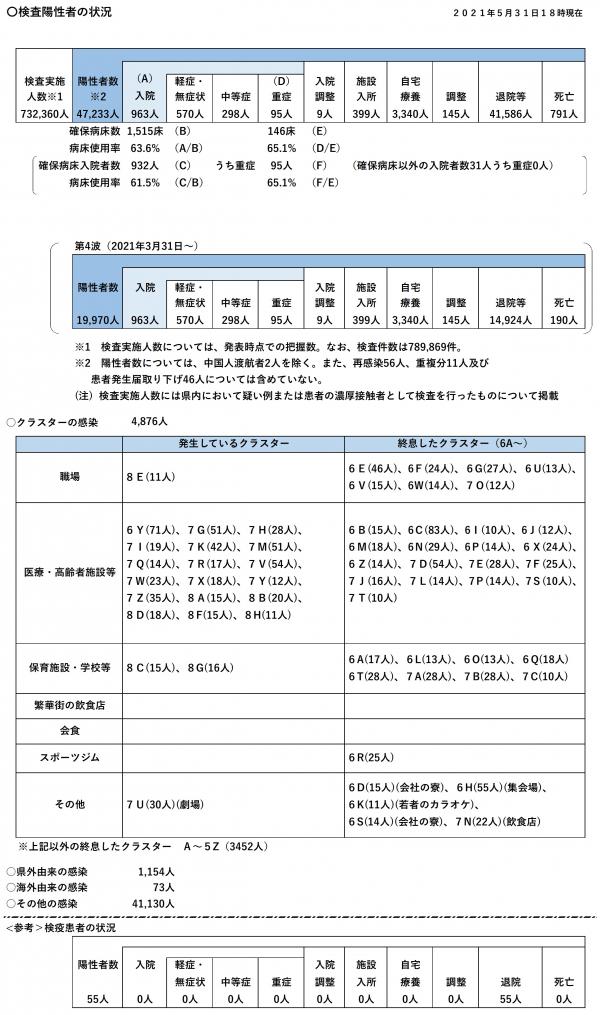 〇検査陽性者の状況
２０２１年５月３１日１８時現在
検査実施人数※1 陽性者数※2 （A）入院 軽症・無症状 中等症 （D）重症 入院調整 施設入所 自宅療養 調整 退院等 死亡
732,360人 47,233人 963人 570人 298人 95人 9人 399人 3,340人 145人 41,586人 791人
確保病床数 1,515床 （B） 146床 （E）
病床使用率 63.6% （A/B） 65.1% （D/E）
確保病床入院者数 932人 （C） うち重症 95人 （F） （確保病床以外の入院者数31人うち重症0人）
病床使用率 61.5% （C/B） 65.1% （F/E）
第4波（2021年3月31日～）
陽性者数 入院 軽症・無症状 中等症 重症 入院調整 施設入所 自宅療養 調整 退院等 死亡
19,970人 963人 570人 298人 95人 9人 399人 3,340人 145人 14,924人 190人
※1 検査実施人数については、発表時点での把握数。なお、検査件数は789,869件。
※2 陽性者数については、中国人渡航者2人を除く。また、再感染56人、重複分11人及び
患者発生届取り下げ46人については含めていない。
（注）検査実施人数には県内において疑い例または患者の濃厚接触者として検査を行ったものについて掲載
〇クラスターの感染 4,876人
発生しているクラスター 終息したクラスター（6A～）
職場
８Ｅ(11人)
６Ｅ(46人)、６Ｆ(24人)、６Ｇ(27人)、６Ｕ(13人)、
６Ｖ(15人)、６Ｗ(14人)、７Ｏ(12人)
医療・高齢者施設等
６Ｙ(71人)、７Ｇ(51人)、７Ｈ(28人)、
７Ｉ(19人)、７Ｋ(42人)、７Ｍ(51人)、
７Ｑ(14人)、７Ｒ(17人)、７Ｖ(54人)、
７Ｗ(23人)、７Ｘ(18人)、７Ｙ(12人)、
７Ｚ(35人)、８Ａ(15人)、８Ｂ(20人)、
８Ｄ(18人)、８Ｆ(15人)、８Ｈ(11人)
６Ｂ(15人)、６Ｃ(83人)、６Ｉ(10人)、６Ｊ(12人)、
６Ｍ(18人)、６Ｎ(29人)、６Ｐ(14人)、６Ｘ(24人)、
６Ｚ(14人)、７Ｄ(54人)、７Ｅ(28人)、７Ｆ(25人)、
７Ｊ(16人)、７Ｌ(14人)、７Ｐ(14人)、７Ｓ(10人)、
７Ｔ(10人)
保育施設・学校等
８Ｃ(15人)、８Ｇ(16人)
６Ａ(17人)、６Ｌ(13人)、６Ｏ(13人)、６Ｑ(18人)
６Ｔ(28人)、７Ａ(28人)、７Ｂ(28人)、７Ｃ(10人)
繁華街の飲食店
会食
スポーツジム
６Ｒ(25人)
その他
７Ｕ(30人)(劇場)
６Ｄ(15人)(会社の寮)、６Ｈ(55人)(集会場)、
６Ｋ(11人)(若者のカラオケ)、
６Ｓ(14人)(会社の寮)、７Ｎ(22人)(飲食店)
※上記以外の終息したクラスター Ａ～５Ｚ（3452人）
〇県外由来の感染 1,154人
〇海外由来の感染 73人
〇その他の感染 41,130人
<参考>検疫患者の状況
陽性者数 入院 軽症・無症状 中等症 重症 入院調整 施設入所 自宅療養 調整 退院 死亡
55人 0人 0人 0人 0人 0人 0人 0人 0人 55人 0人